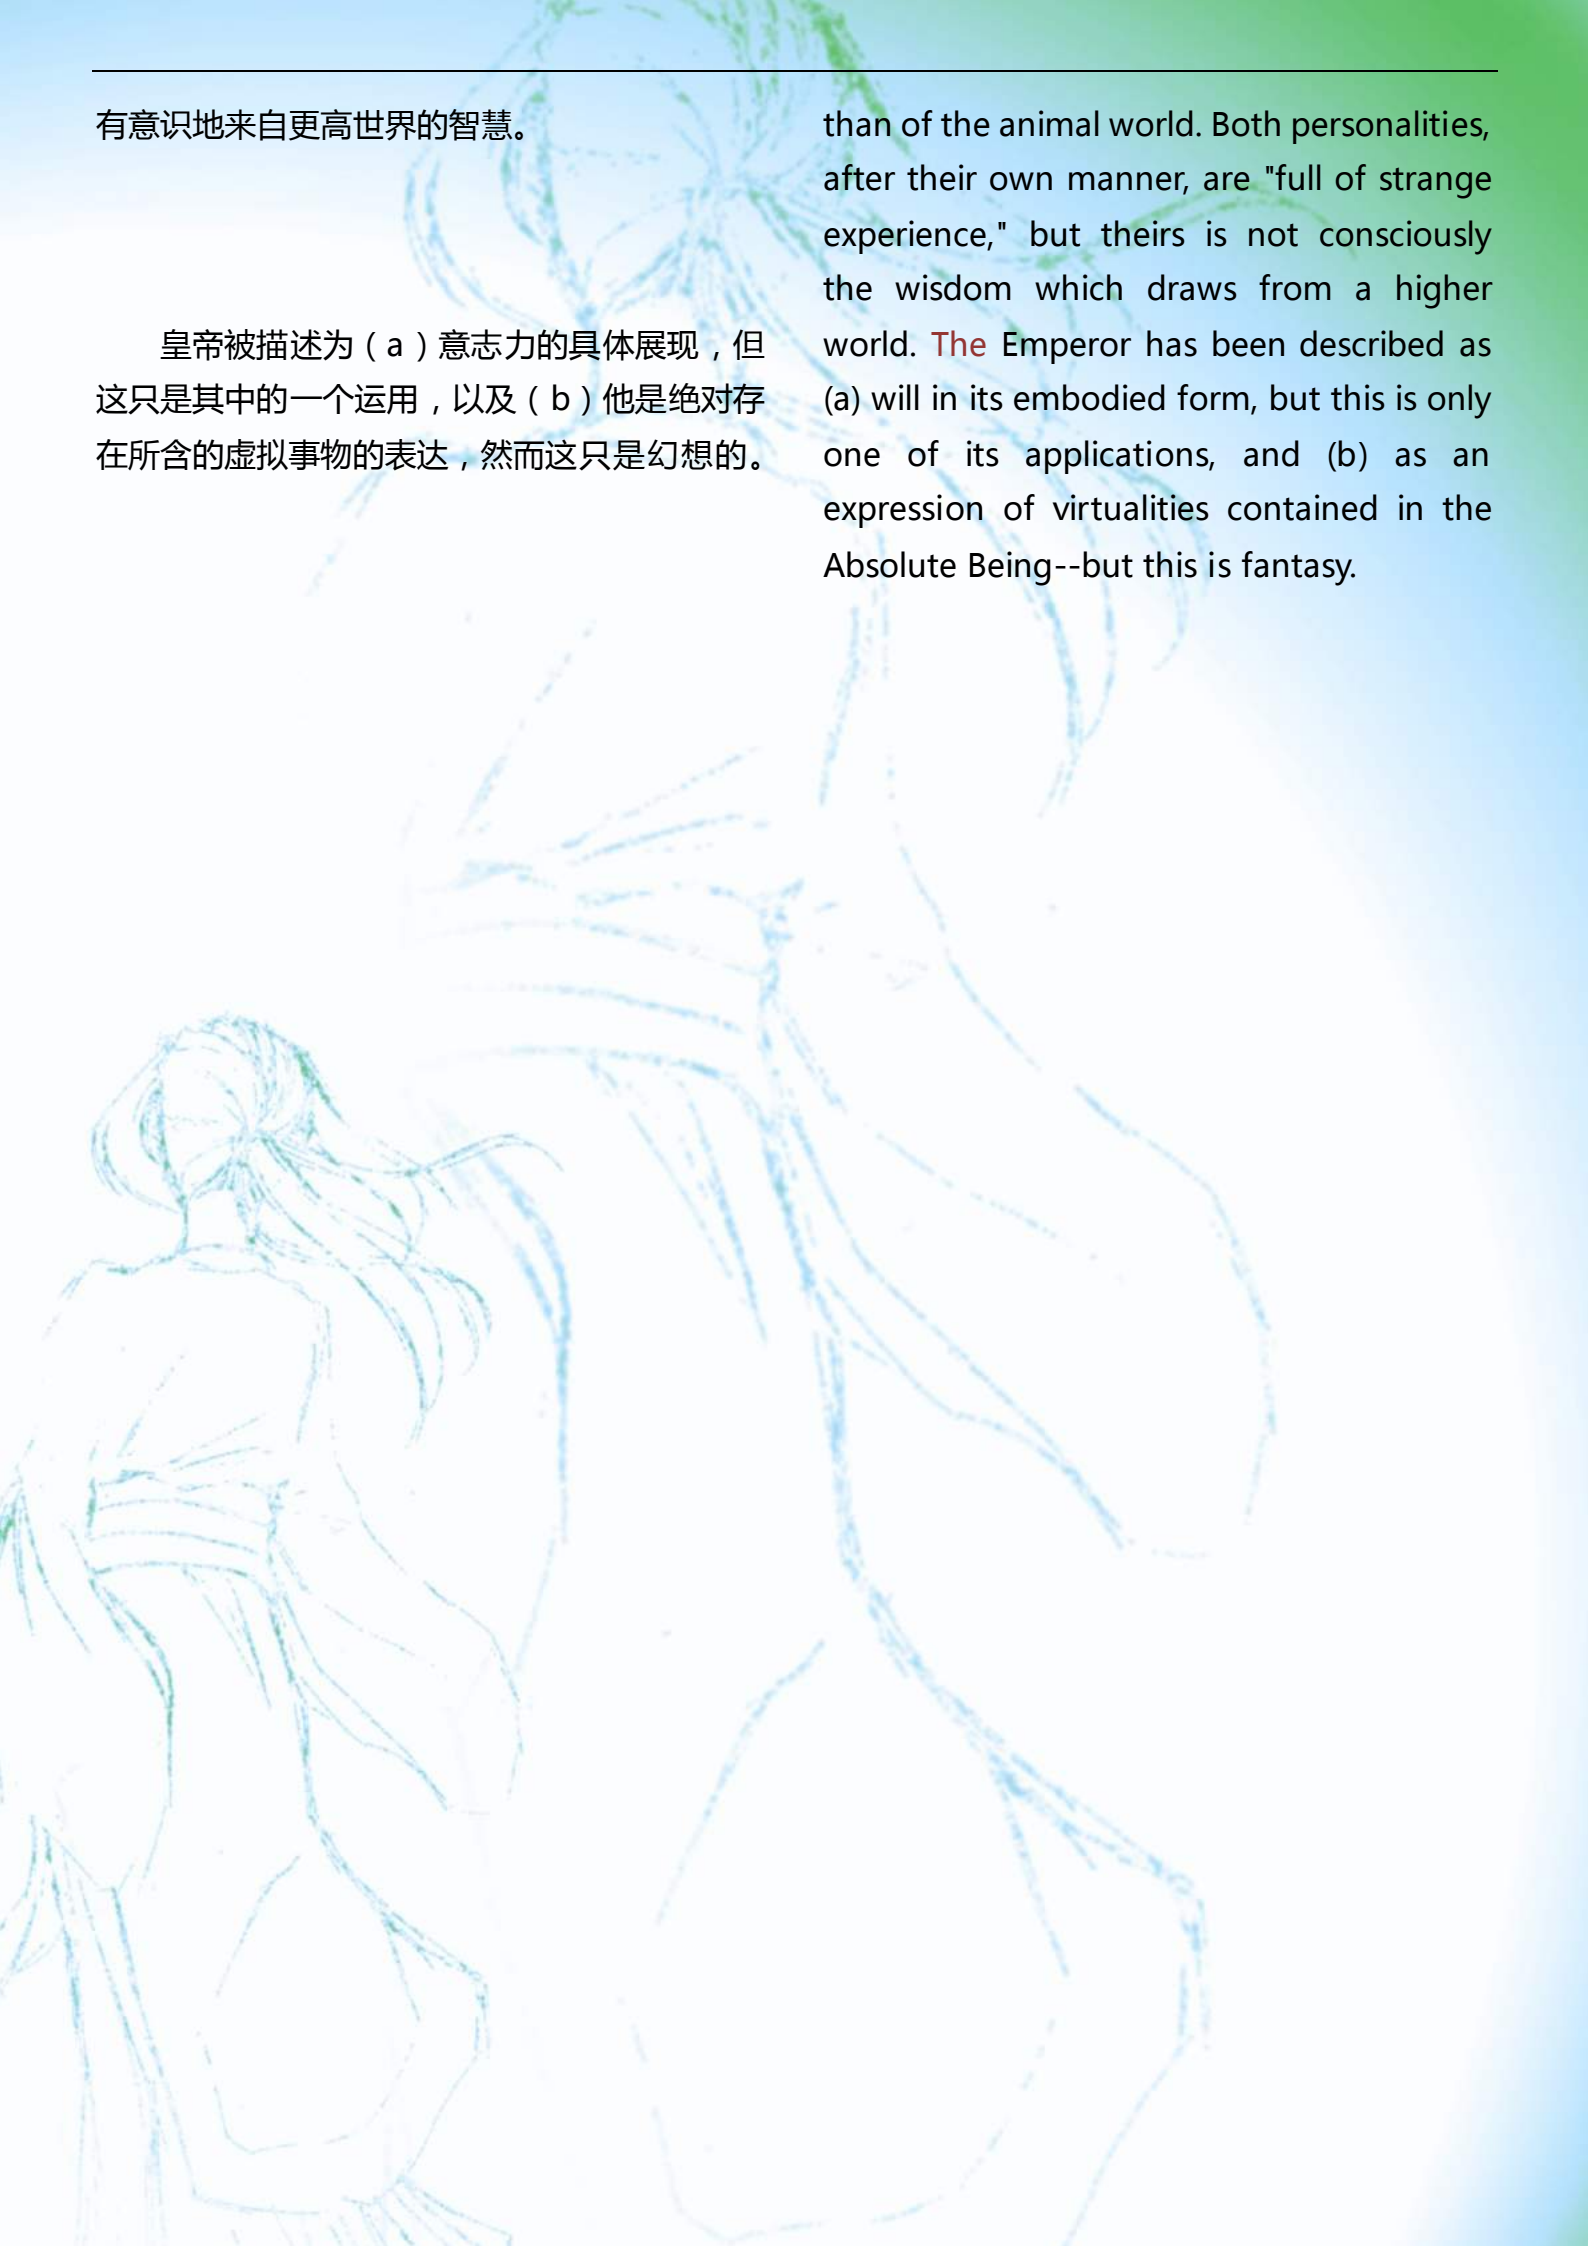 有意识地来自更高世界的智慧。
皇帝被描述为（a）意志力的具体展现，但
这只是其中的一个运用，以及（b）他是绝对存
在所含的虚拟事物的表达，然而这只是幻想的。
than of the animal world. Both personalities,
after their own manner, are "full of strange
experience," but theirs is not consciously
the wisdom which draws from a higher
world. The Emperor has been described as
(a) will in its embodied form, but this is only
one of its applications, and (b) as an
expression of virtualities contained in the
Absolute Being--but this is fantasy.